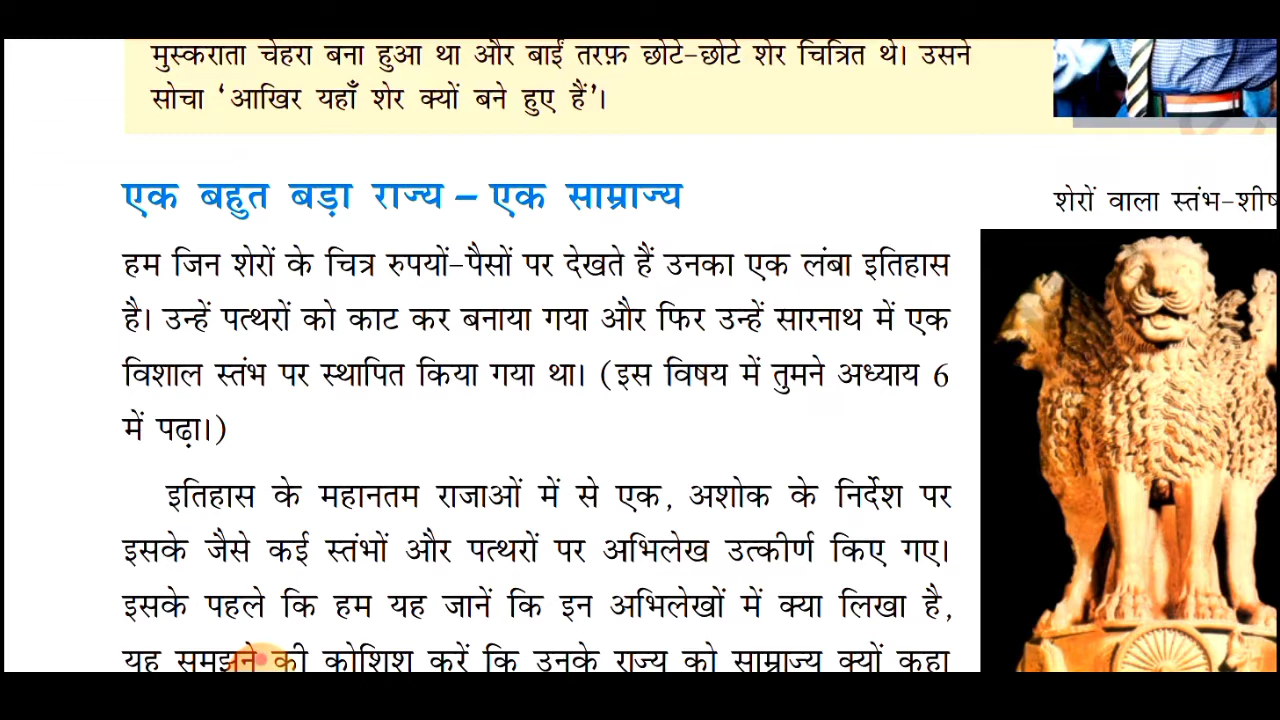 मुस्कराता चेहरा बना हुआ था और बाईं तरफ़ छोटे-छोटे शेर चित्रित थे। उसने
सोचा ‘आखिर यहाँ शेर क्यों बने हुए हैं’।
एक बहुत बड़ा राज्य – एक साम्राज्य
हम जिन शेरों के चित्र रुपयों-पैसों पर देखते हैं उनका एक लंबा इतिहास
है। उन्हें पत्थरों को काट कर बनाया गया और फिर उन्हें सारनाथ में एक
विशाल स्तंभ पर स्थापित किया गया था। (इस विषय में तुमने अध्याय 6
में पढ़ा।)
इतिहास के महानतम राजाओं में से एक, अशोक के निर्देश पर
इसके जैसे कई स्तंभों और पत्थरों पर अभिलेख उत्कीर्ण किए गए।
इसके पहले कि हम यह जानें कि इन अभिलेखों में क्या लिखा है,
यह समझने की कोशिश करें कि उनके राज्य को साम्राज्य क्यों कहा
शेरों वाला स्तंभ-